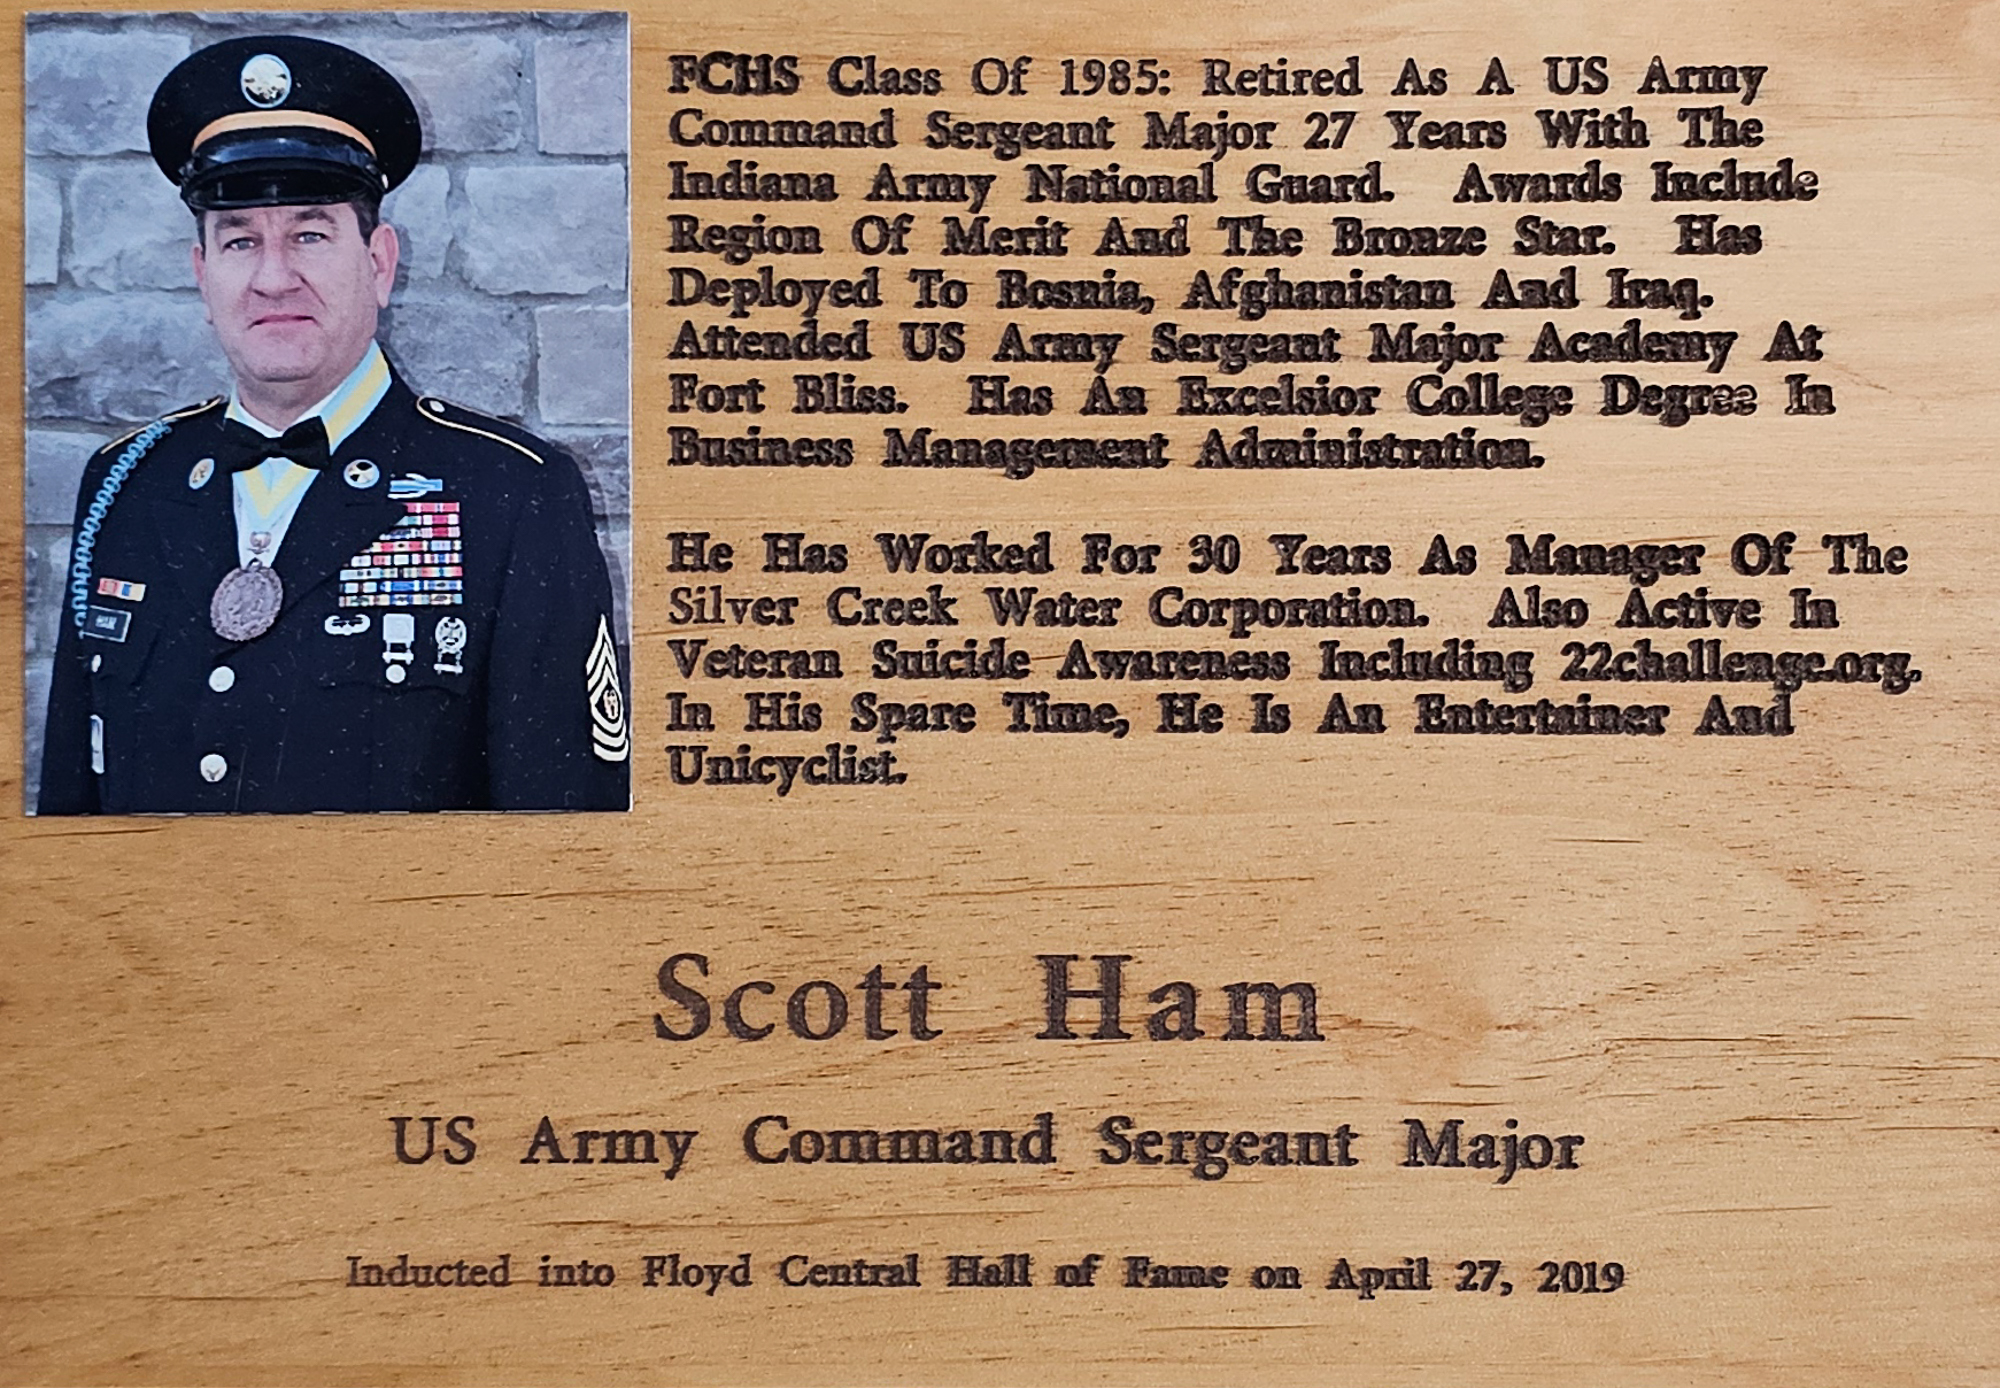 FCHS Class Of 1985: Retired As A US Army
Command Sergeant Major 27 Years With The
Indiana Army National Guard. Awards Include
Region Of Merit And The Bronze Star. Has
Deployed To Bosnia, Afghanistan And Iraq.
Attended US Army Sergeant Major Academy At
Fort Bliss. Has An Excelsior College Degree In
Business Management Administration.
He Has Worked For 30 Years As Manager Of The
Silver Creek Water Corporation. Also Active In
Veteran Suicide Awareness Including 22challenge.org.
In His Spare Time, He Is An Entertainer And
Unicyclist.
HAM
Scott Ham
US Army Command Sergeant Major
Inducted into Floyd Central Hall of Fame on April 27, 2019